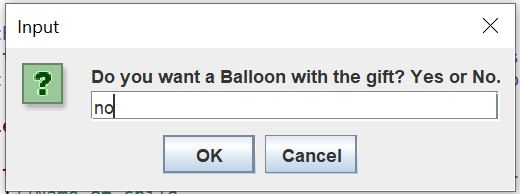 Input
Do you want a Balloon with the gift? Yes or No.
no
OK Cancel